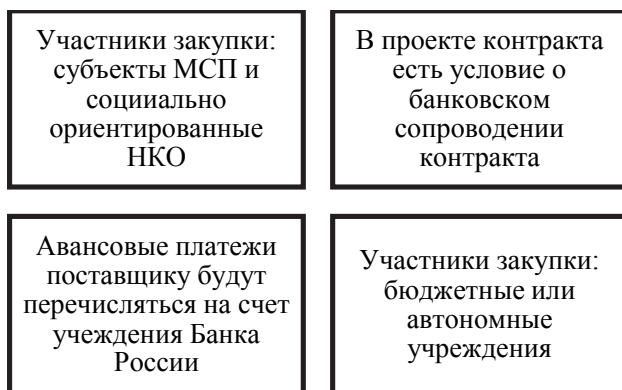 Участники закупки:
субъекты МСП и
социиально
ориентированные
НКО
В проекте контракта
есть условие о
банковском
сопроводении
контракта
Авансовые платежи
поставщику будут
перечисляться на счет
учеждения Банка
России
Участники закупки:
бюджетные или
автономные
учреждения